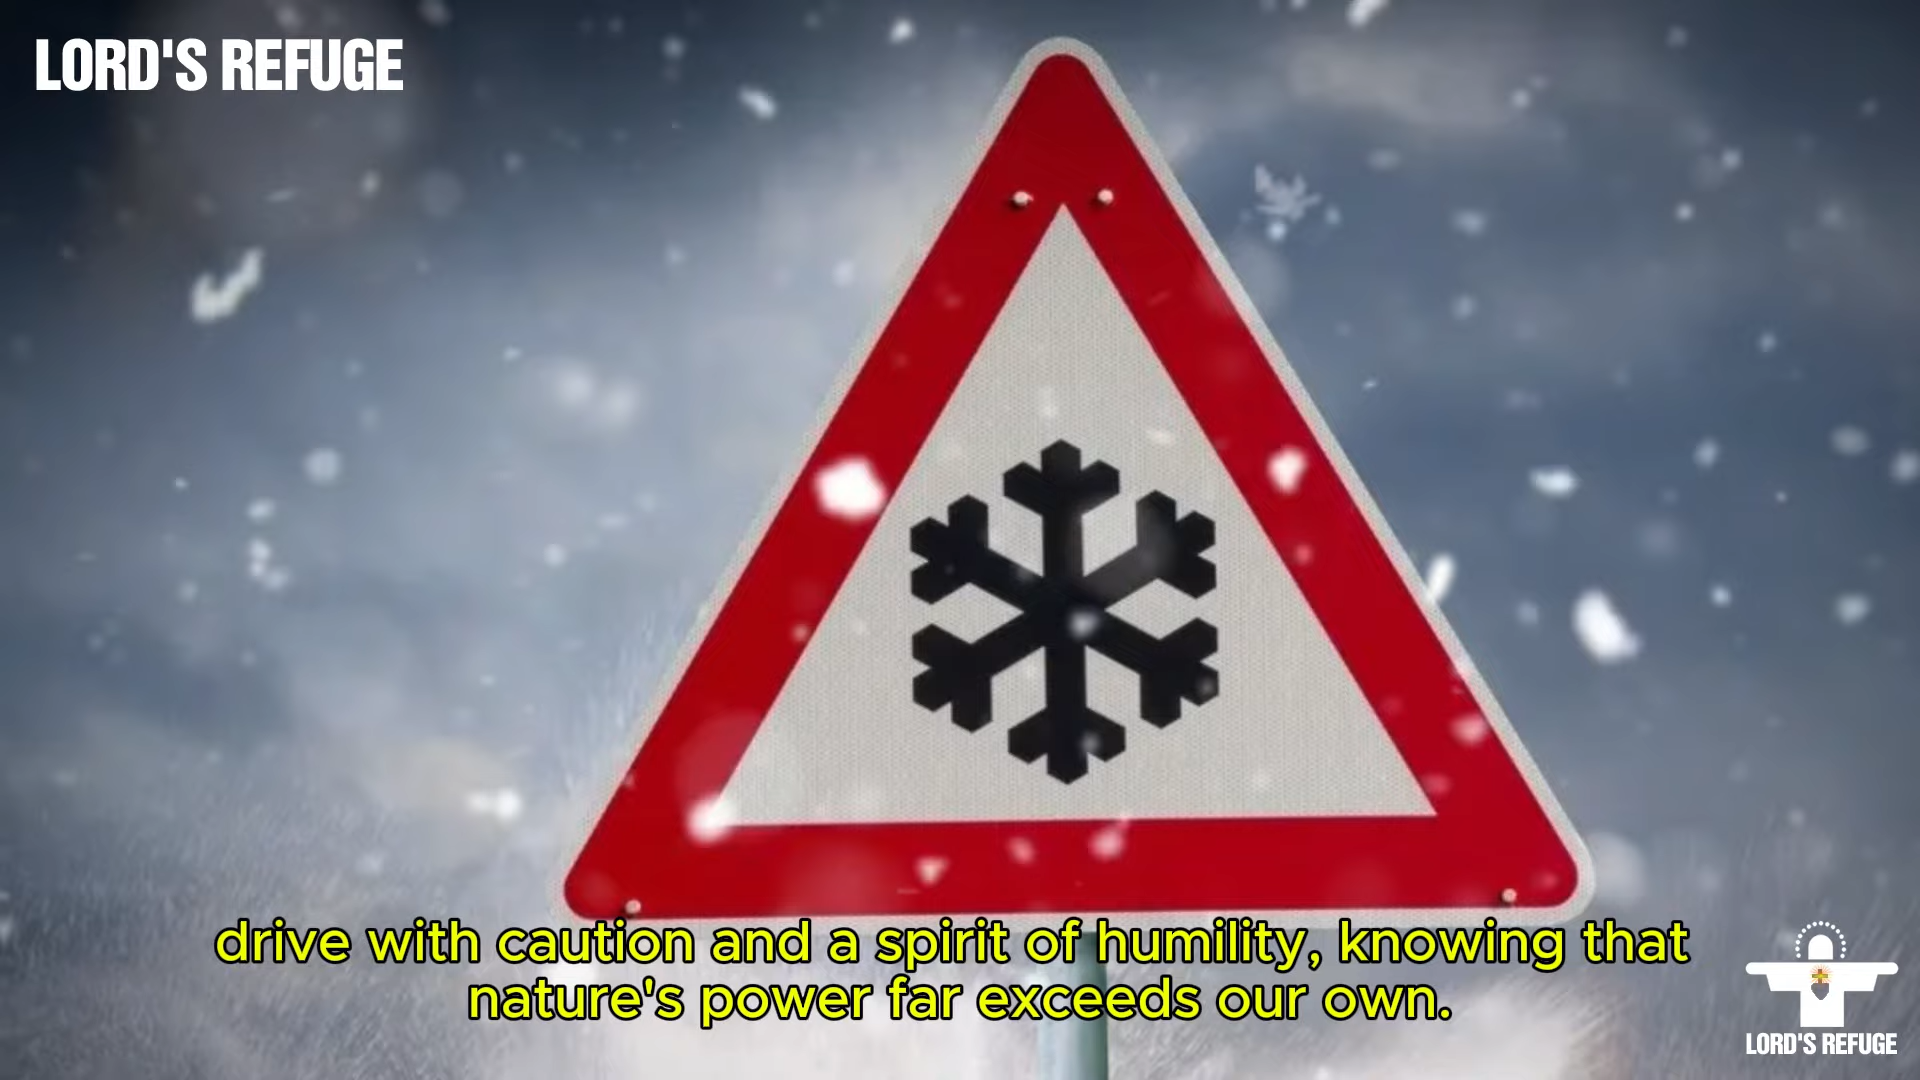 LORD'S REFUGE
drive with caution and a spirit of humility, knowing that
nature's power far exceeds our own.
LORD'S REFUGE